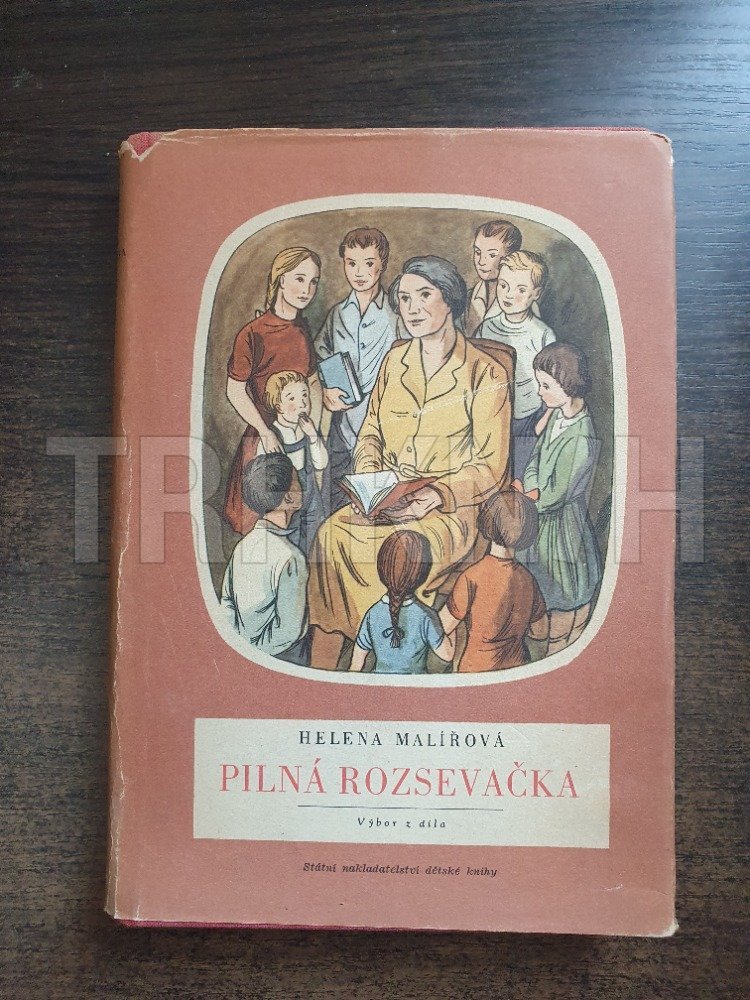 HELENA MALÍŘOVÁ
PILNÁ ROZSEVAČKA
Výbor z díla
Státní nakladatelství dětské knihy